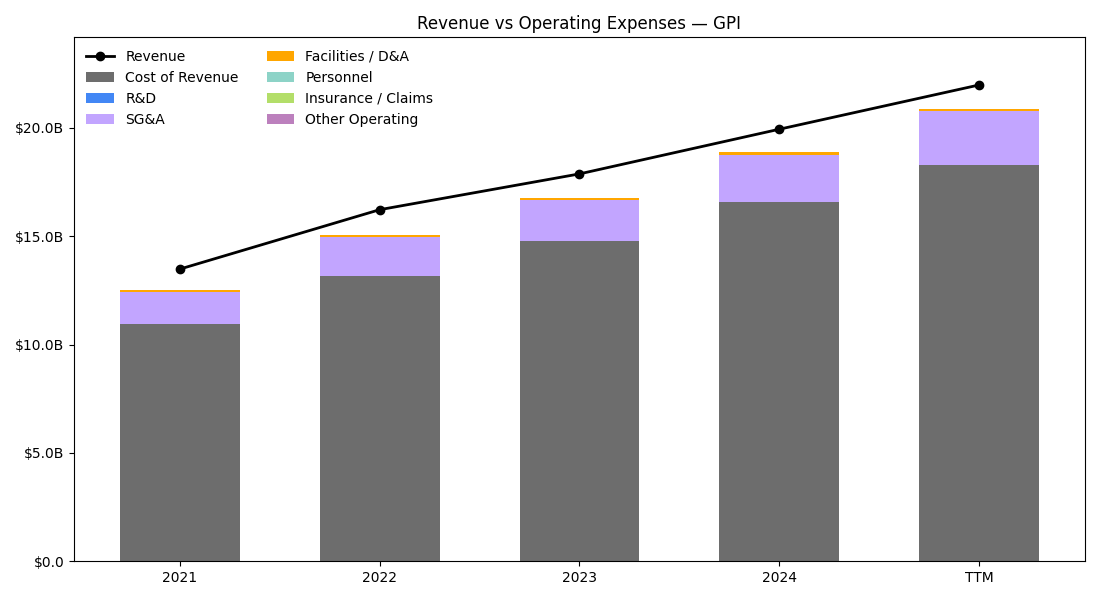 Revenue vs Operating Expenses — GPI
Revenue
Cost of Revenue
R&D
SG&A
Facilities / D&A
Personnel
Insurance / Claims
Other Operating
$20.0B
$15.0B
$10.0B
$5.0B
$0.0
2021
2022
2023
2024
TTM